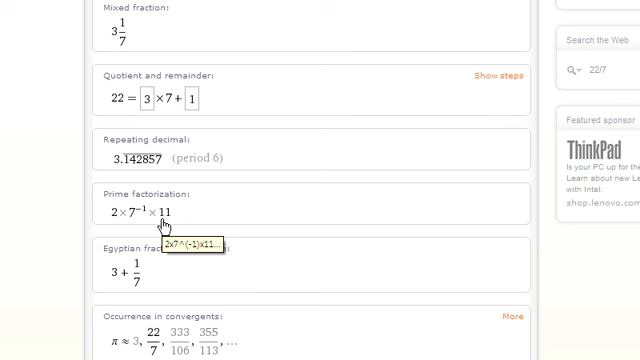 Mixed fraction:
3 1/7
Search the Web
22/7
Quotient and remainder:
Show steps
22 = 3 ×7 + 1
Featured sponsor
ThinkPad
Is your PC up for the
Learn about new Le
with Intel.
shop.lenovo.com
Repeating decimal:
3.142857 (period 6)
Prime factorization:
2×7⁻¹×11
2x7^(-1)x11...
Egyptian frac
3 + 1/7
Occurrence in convergents:
More
π ≈ 3, 22/7, 333/106, 355/113, ...